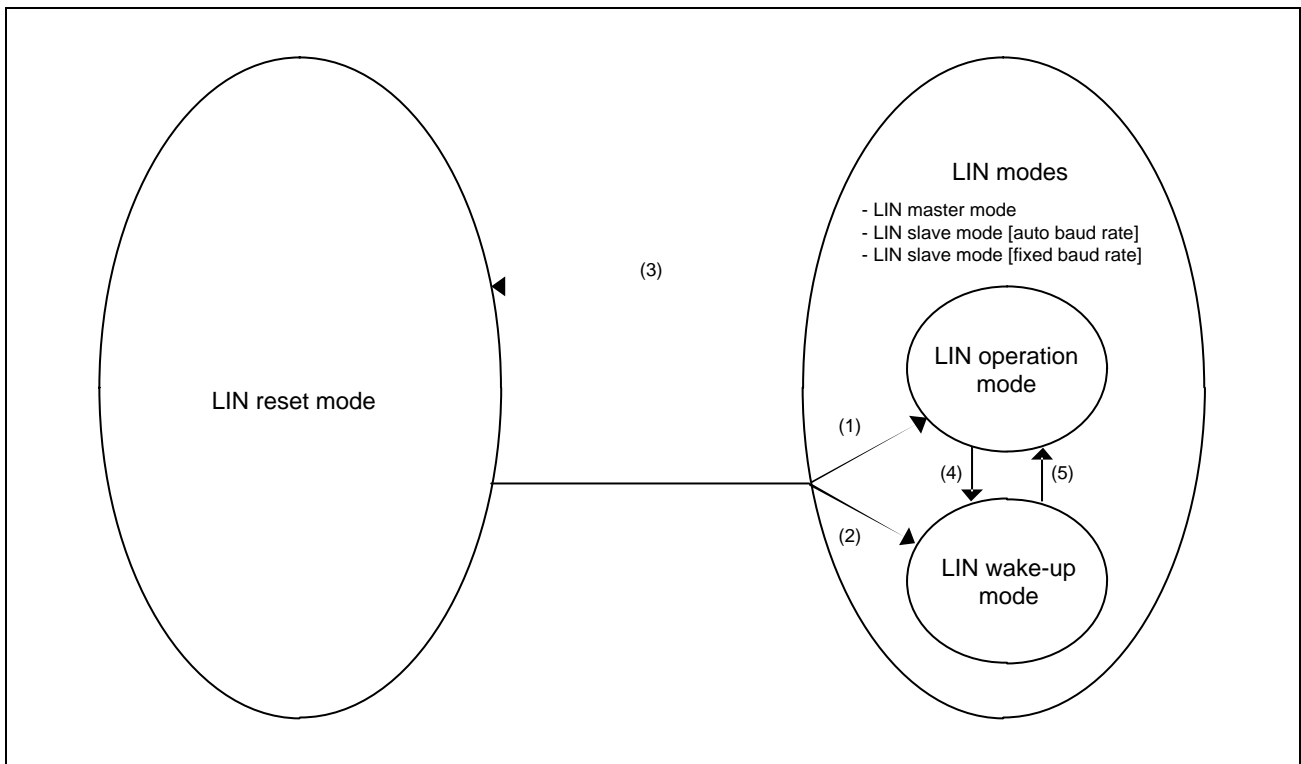 LIN modes
- LIN master mode
- LIN slave mode [auto baud rate]
- LIN slave mode [fixed baud rate]
(3)
LIN operation
mode
LIN reset mode
(1)
(4)
(5)
(2)
LIN wake-up
mode